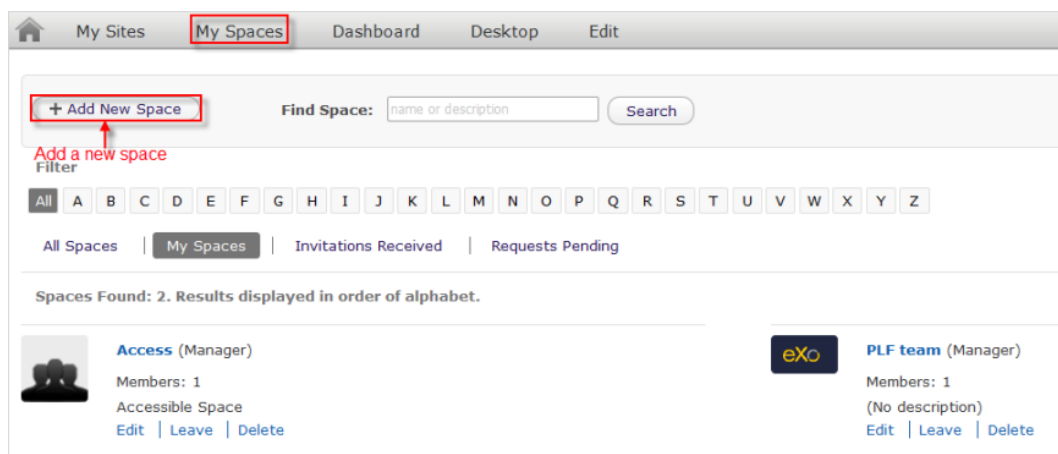 My Sites My Spaces Dashboard Desktop Edit
+ Add New Space Find Space: name or description Search
Add a new space
Filter
All A B C D E F G H I J K L M N O P Q R S T U V W X Y Z
All Spaces | My Spaces | Invitations Received | Requests Pending
Spaces Found: 2. Results displayed in order of alphabet.
Access (Manager)
Members: 1
Accessible Space
Edit | Leave | Delete
eXo
PLF team (Manager)
Members: 1
(No description)
Edit | Leave | Delete